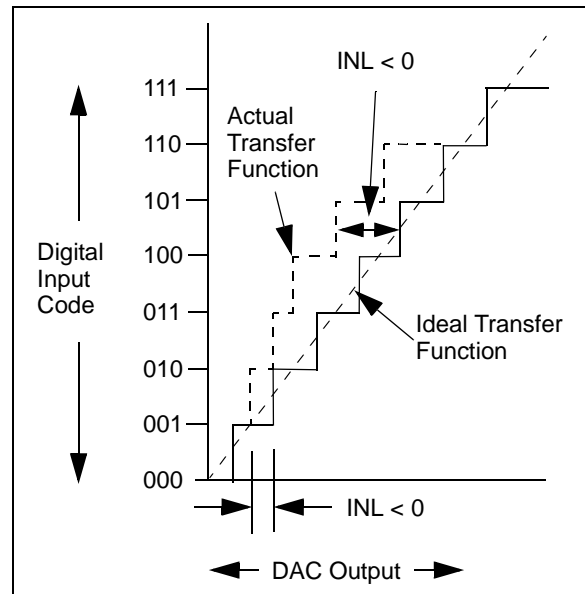 INL < 0
111
Actual
Transfer
Function
110
101
100
Digital
Input
Code
011
Ideal Transfer
Function
010
001
000
INL < 0
DAC Output